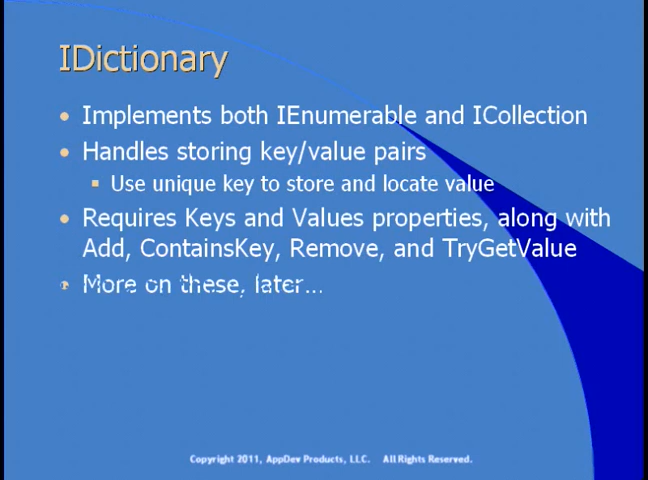 IDictionary
Implements both IEnumerable and ICollection
Handles storing key/value pairs
Use unique key to store and locate value
Requires Keys and Values properties, along with
Add, ContainsKey, Remove, and TryGetValue
More on these, later...
Copyright 2011, AppDev Products, LLC. All Rights Reserved.